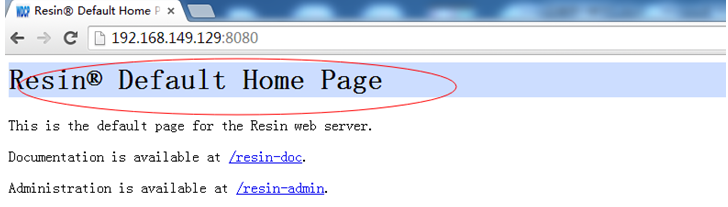 Resin® Default Home P
192.168.149.129:8080
Resin® Default Home Page
This is the default page for the Resin web server.
Documentation is available at /resin-doc.
Administration is available at /resin-admin.